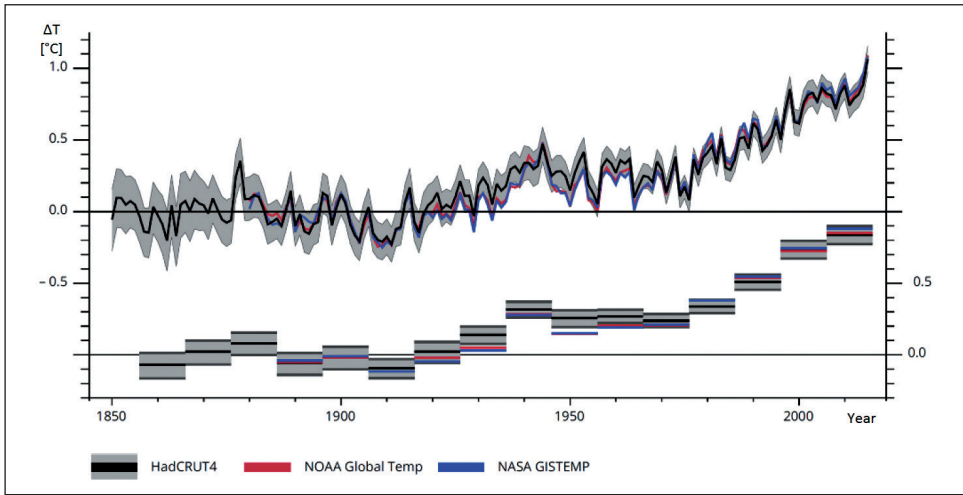 ΔT
[°C]
1.0
0.5
0.0
– 0.5
0.5
0.0
1850
1900
1950
2000
Year
HadCRUT4
NOAA Global Temp
NASA GISTEMP